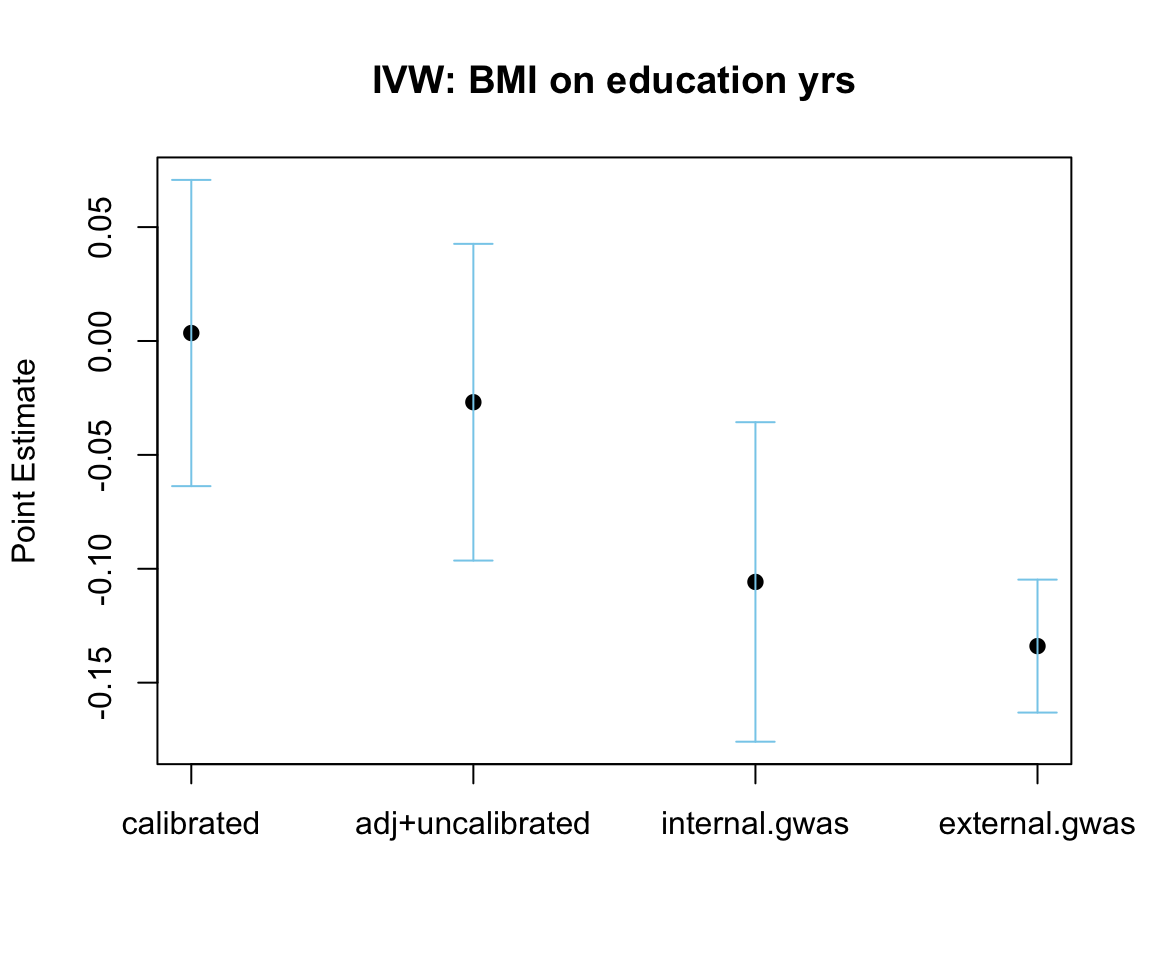 IVW: BMI on education yrs
Point Estimate
0.05
0.00
-0.05
-0.10
-0.15
calibrated adj+uncalibrated internal.gwas external.gwas